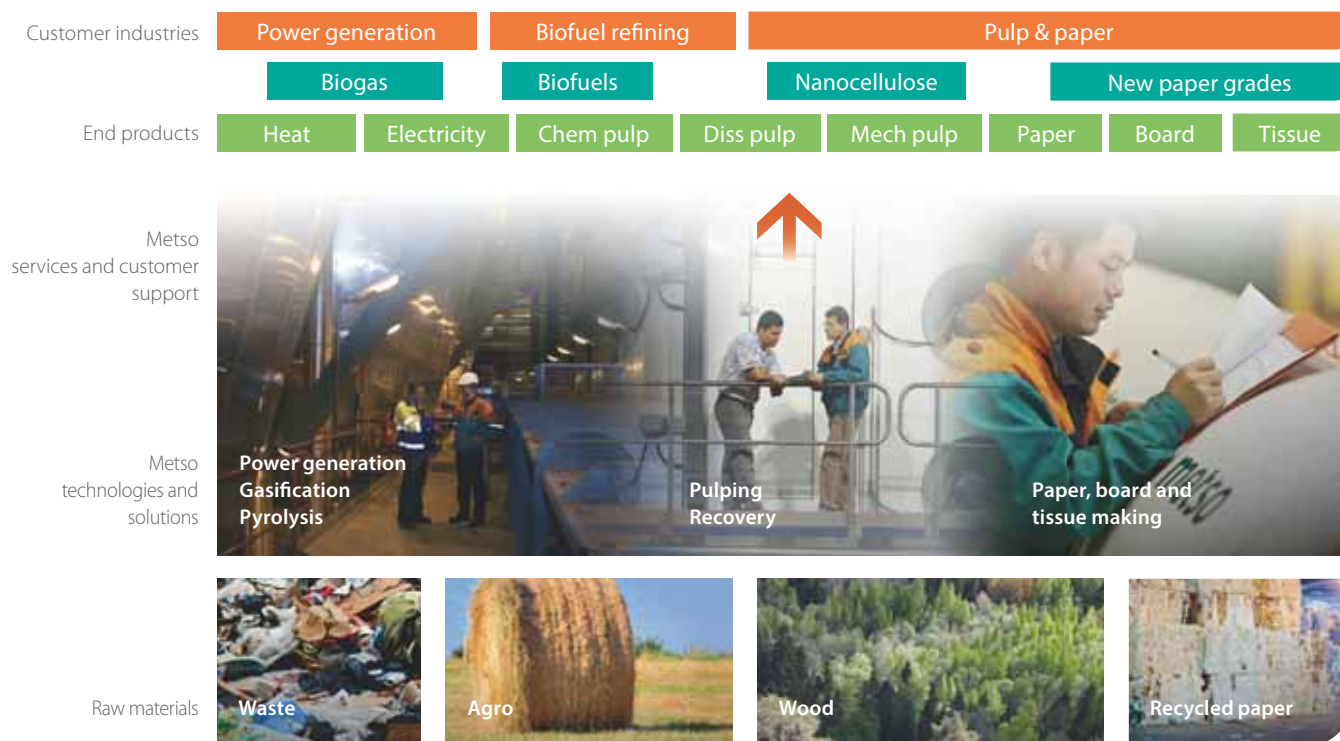 Customer industries
Power generation
Biofuel refining
Pulp & paper
Biogas
Biofuels
Nanocellulose
New paper grades
End products
Heat
Electricity
Chem pulp
Diss pulp
Mech pulp
Paper
Board
Tissue
Metso
services and customer
support
Metso
technologies and
solutions
Power generation
Gasification
Pyrolysis
Pulping
Recovery
Paper, board and
tissue making
metso
Raw materials
Waste
Agro
Wood
Recycled paper